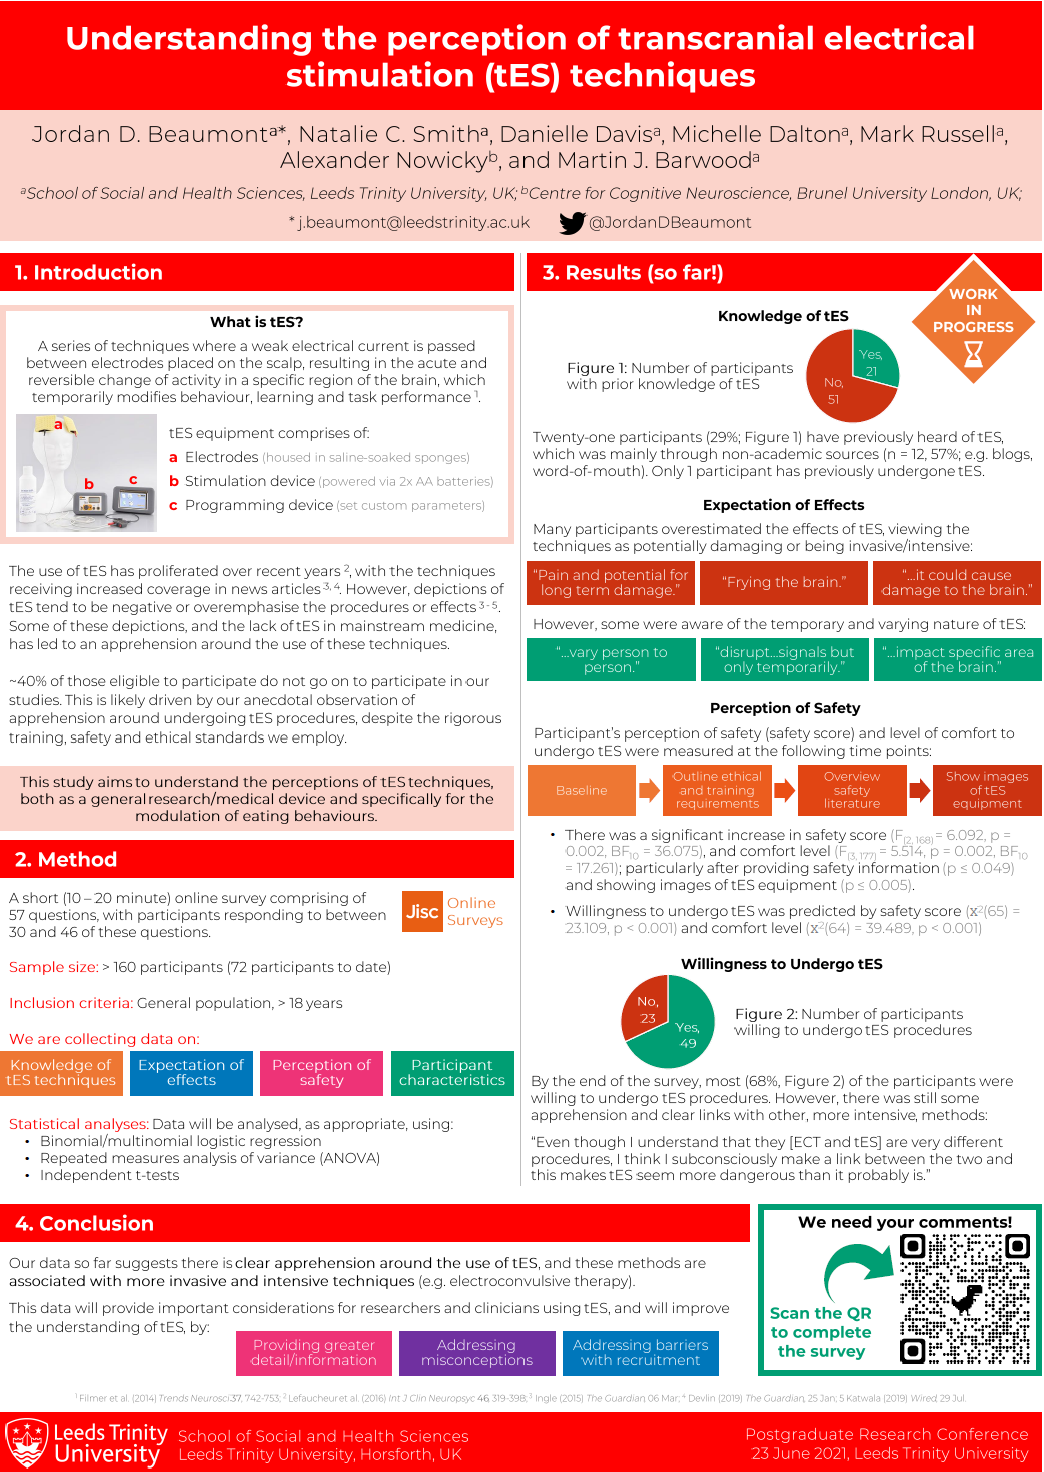 Understanding the perception of transcranial electrical
stimulation (tES) techniques
Jordan D. Beaumontᵃ*, Natalie C. Smithᵃ, Danielle Davisᵃ, Michelle Daltonᵃ, Mark Russellᵃ,
Alexander Nowickyᵇ, and Martin J. Barwoodᵃ
ᵃSchool of Social and Health Sciences, Leeds Trinity University, UK; ᵇCentre for Cognitive Neuroscience, Brunel University London, UK;
* j.beaumont@leedstrinity.ac.uk @JordanDBeaumont
1. Introduction
What is tES?
A series of techniques where a weak electrical current is passed
between electrodes placed on the scalp, resulting in the acute and
reversible change of activity in a specific region of the brain, which
temporarily modifies behaviour, learning and task performance ¹.
a
b
c
tES equipment comprises of:
a Electrodes (housed in saline-soaked sponges)
b Stimulation device (powered via 2x AA batteries)
c Programming device (set custom parameters)
The use of tES has proliferated over recent years ², with the techniques
receiving increased coverage in news articles ³,⁴. However, depictions of
tES tend to be negative or overemphasise the procedures or effects ³⁻⁵.
Some of these depictions, and the lack of tES in mainstream medicine,
has led to an apprehension around the use of these techniques.
~40% of those eligible to participate do not go on to participate in our
studies. This is likely driven by our anecdotal observation of
apprehension around undergoing tES procedures, despite the rigorous
training, safety and ethical standards we employ.
This study aims to understand the perceptions of tES techniques,
both as a general research/medical device and specifically for the
modulation of eating behaviours.
2. Method
A short (10 – 20 minute) online survey comprising of
57 questions, with participants responding to between
30 and 46 of these questions.
Jisc Online
Surveys
Sample size: > 160 participants (72 participants to date)
Inclusion criteria: General population, > 18 years
We are collecting data on:
Knowledge of
tES techniques
Expectation of
effects
Perception of
safety
Participant
characteristics
Statistical analyses: Data will be analysed, as appropriate, using:
• Binomial/multinomial logistic regression
• Repeated measures analysis of variance (ANOVA)
• Independent t-tests
3. Results (so far!)
WORK
IN
PROGRESS
Knowledge of tES
Figure 1: Number of participants
with prior knowledge of tES
Yes,
21
No,
51
Twenty-one participants (29%; Figure 1) have previously heard of tES,
which was mainly through non-academic sources (n = 12, 57%; e.g. blogs,
word-of-mouth). Only 1 participant has previously undergone tES.
Expectation of Effects
Many participants overestimated the effects of tES, viewing the
techniques as potentially damaging or being invasive/intensive:
“Pain and potential for
long term damage.”
“Frying the brain.”
“...it could cause
damage to the brain.”
However, some were aware of the temporary and varying nature of tES:
“...vary person to
person.”
“disrupt...signals but
only temporarily.”
“...impact specific area
of the brain.”
Perception of Safety
Participant’s perception of safety (safety score) and level of comfort to
undergo tES were measured at the following time points:
Baseline
Outline ethical
and training
requirements
Overview
safety
literature
Show images
of tES
equipment
• There was a significant increase in safety score (F(2, 168) = 6.092, p =
0.002, BF₁₀ = 36.075), and comfort level (F(3, 177) = 5.514, p = 0.002, BF₁₀
= 17.261); particularly after providing safety information (p ≤ 0.049)
and showing images of tES equipment (p ≤ 0.005).
• Willingness to undergo tES was predicted by safety score (x²(65) =
23.109, p < 0.001) and comfort level (x²(64) = 39.489, p < 0.001)
Willingness to Undergo tES
No,
23
Yes,
49
Figure 2: Number of participants
willing to undergo tES procedures
By the end of the survey, most (68%, Figure 2) of the participants were
willing to undergo tES procedures. However, there was still some
apprehension and clear links with other, more intensive, methods:
“Even though I understand that they [ECT and tES] are very different
procedures, I think I subconsciously make a link between the two and
this makes tES seem more dangerous than it probably is.”
4. Conclusion
Our data so far suggests there is clear apprehension around the use of tES, and these methods are
associated with more invasive and intensive techniques (e.g. electroconvulsive therapy).
This data will provide important considerations for researchers and clinicians using tES, and will improve
the understanding of tES, by:
Providing greater
detail/information
Addressing
misconceptions
Addressing barriers
with recruitment
We need your comments!
Scan the QR
to complete
the survey
¹ Filmer et al. (2014) Trends Neurosci 37, 742-753; ² Lefaucheur et al. (2016) Int J Clin Neuropsyc 46, 319-398; ³ Ingle (2015) The Guardian, 06 Mar; ⁴ Devlin (2019) The Guardian, 25 Jan; 5 Katwala (2019) Wired, 29 Jul.
Leeds Trinity
University
School of Social and Health Sciences
Leeds Trinity University, Horsforth, UK
Postgraduate Research Conference
23 June 2021, Leeds Trinity University